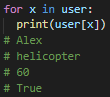 for x in user:
  print(user[x])
# Alex
# helicopter
# 60
# True